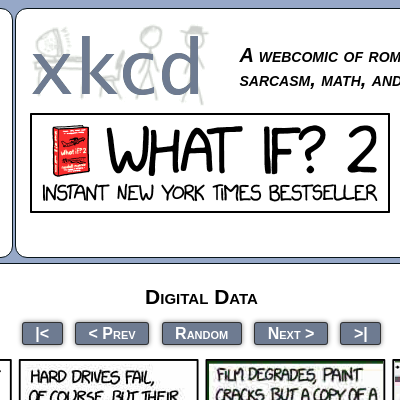 xkcd
A webcomic of rom
sarcasm, math, and
WHAT IF? 2
INSTANT NEW YORK TIMES BESTSELLER
Digital Data
|<
< Prev
Random
Next >
>|
HARD DRIVES FAIL,
OF COURSE, BUT THEIR
FILM DEGRADES, PAINT
CRACKS, BUT A COPY OF A